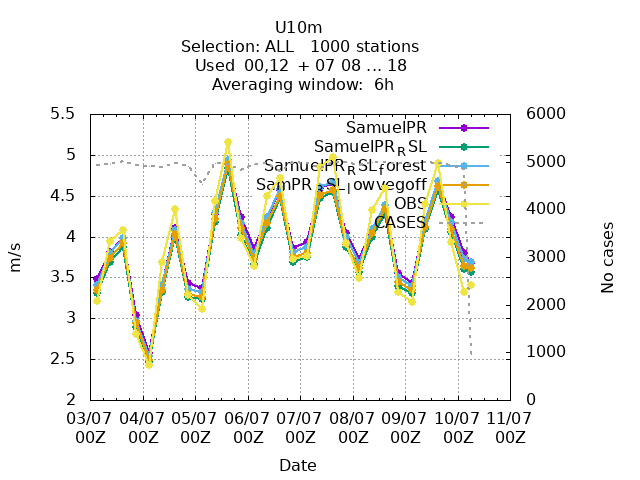 U10m
Selection: ALL   1000 stations
Used  00,12  + 07 08 ... 18
Averaging window:  6h
5.5
5
4.5
4
3.5
3
2.5
2
m/s
6000
5000
4000
3000
2000
1000
0
No cases
SamuelPR
SamuelPR_RSL
SamuelPR_RSL_forest
SamPR_RSL_lowvegoff
OBS
CASES
03/07 04/07 05/07 06/07 07/07 08/07 09/07 10/07 11/07
00Z 00Z 00Z 00Z 00Z 00Z 00Z 00Z 00Z
Date